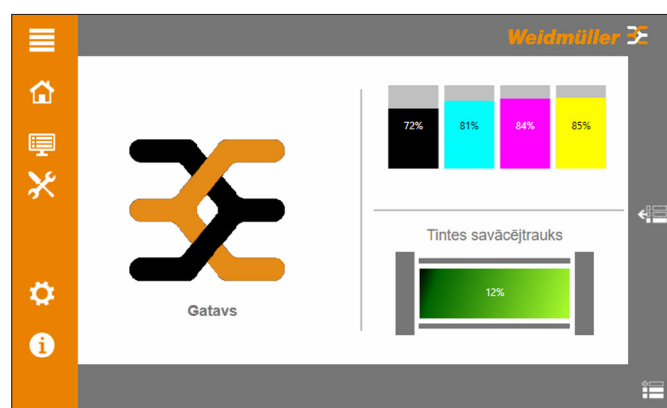 Weidmüller
72%
81%
84%
85%
Tintes savācējtrauks
12%
Gatavs